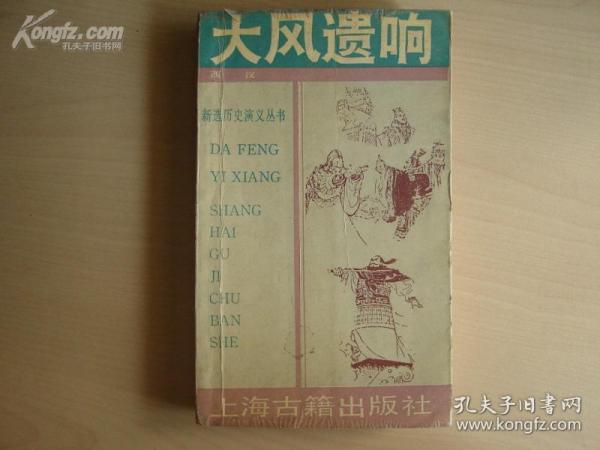 Kongfz.com
孔夫子旧书网
大风遗响
西 汉
新选历史演义丛书
DA FENG
YI XIANG
SHANG
HAI
GU
JI
CHU
BAN
SHE
上海古籍出版社
孔夫子旧书网
www.kongfz.com